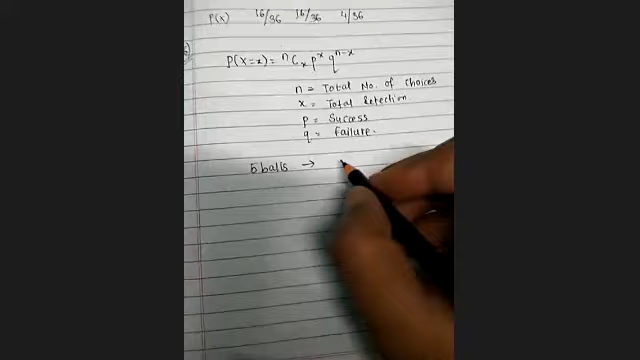 P(x) 16/36 16/36 4/36
P(X=x) = ⁿCₓ pˣ qⁿ⁻ˣ
n = Total No. of choices
x = Total Selection.
p = Success
q = failure.
5 balls →